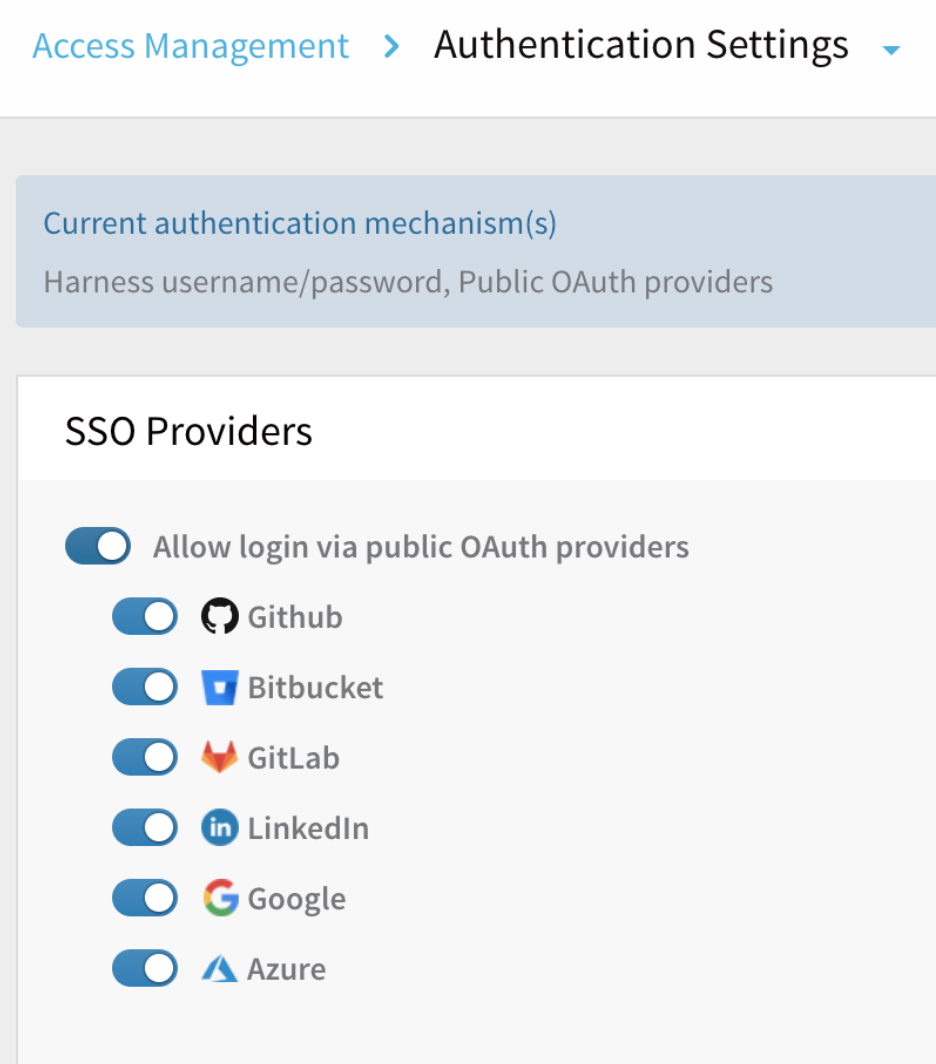 Access Management > Authentication Settings
Current authentication mechanism(s)
Harness username/password, Public OAuth providers
SSO Providers
Allow login via public OAuth providers
Github
Bitbucket
GitLab
in LinkedIn
Google
Azure